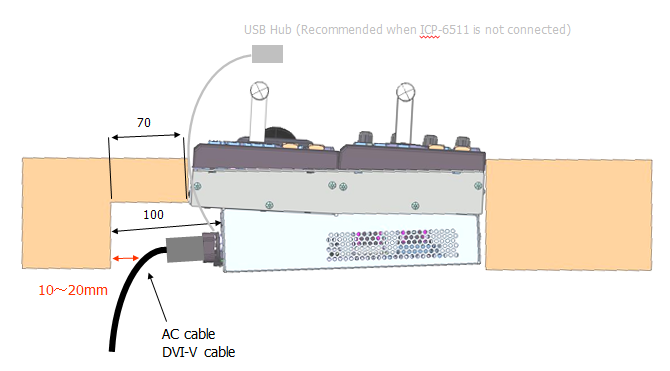 USB Hub (Recommended when ICP-6511 is not connected)
70
100
10～20mm
AC cable
DVI-V cable